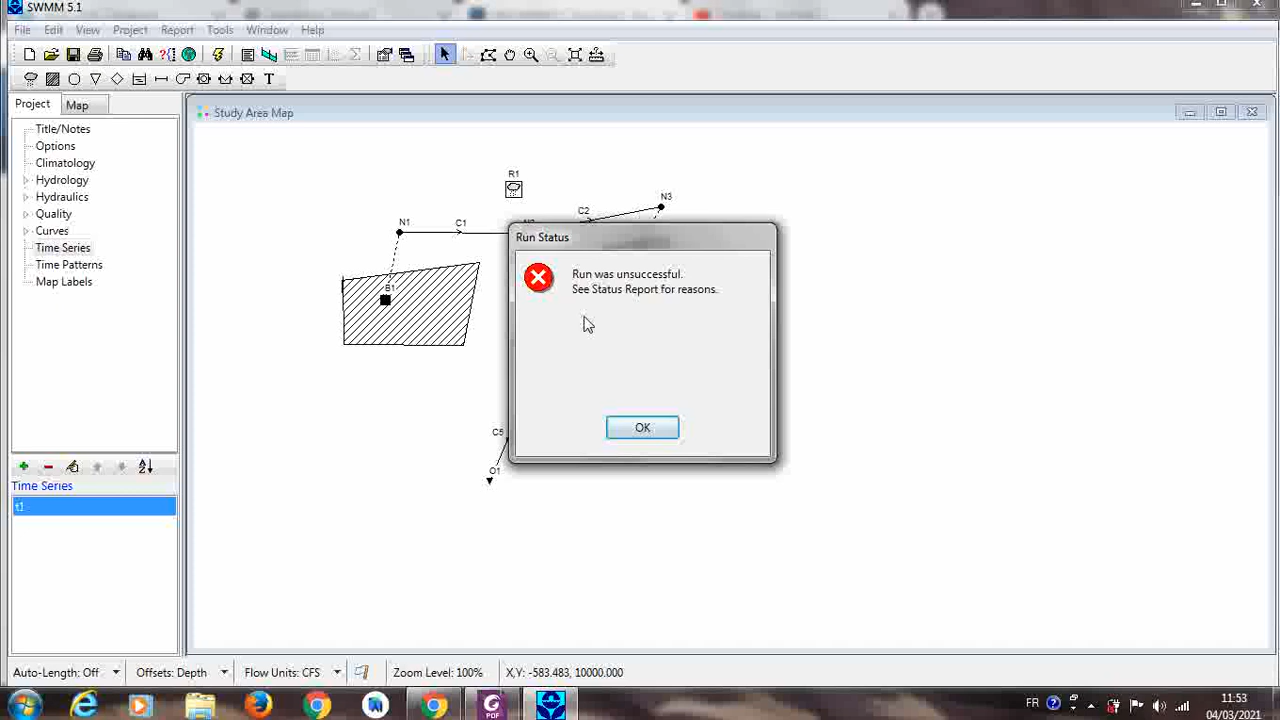 SWMM 5.1
File Edit View Project Report Tools Window Help
Project Map
Study Area Map
Title/Notes
Options
Climatology
Hydrology
Hydraulics
Quality
Curves
Time Series
Time Patterns
Map Labels
R1
N3
C2
N1
C1
B1
C5
O1
Run Status
Run was unsuccessful.
See Status Report for reasons.
OK
Time Series
t1
Auto-Length: Off Offsets: Depth Flow Units: CFS Zoom Level: 100% X,Y: -583.483, 10000.000
PDF
FR
11:53
04/03/2021